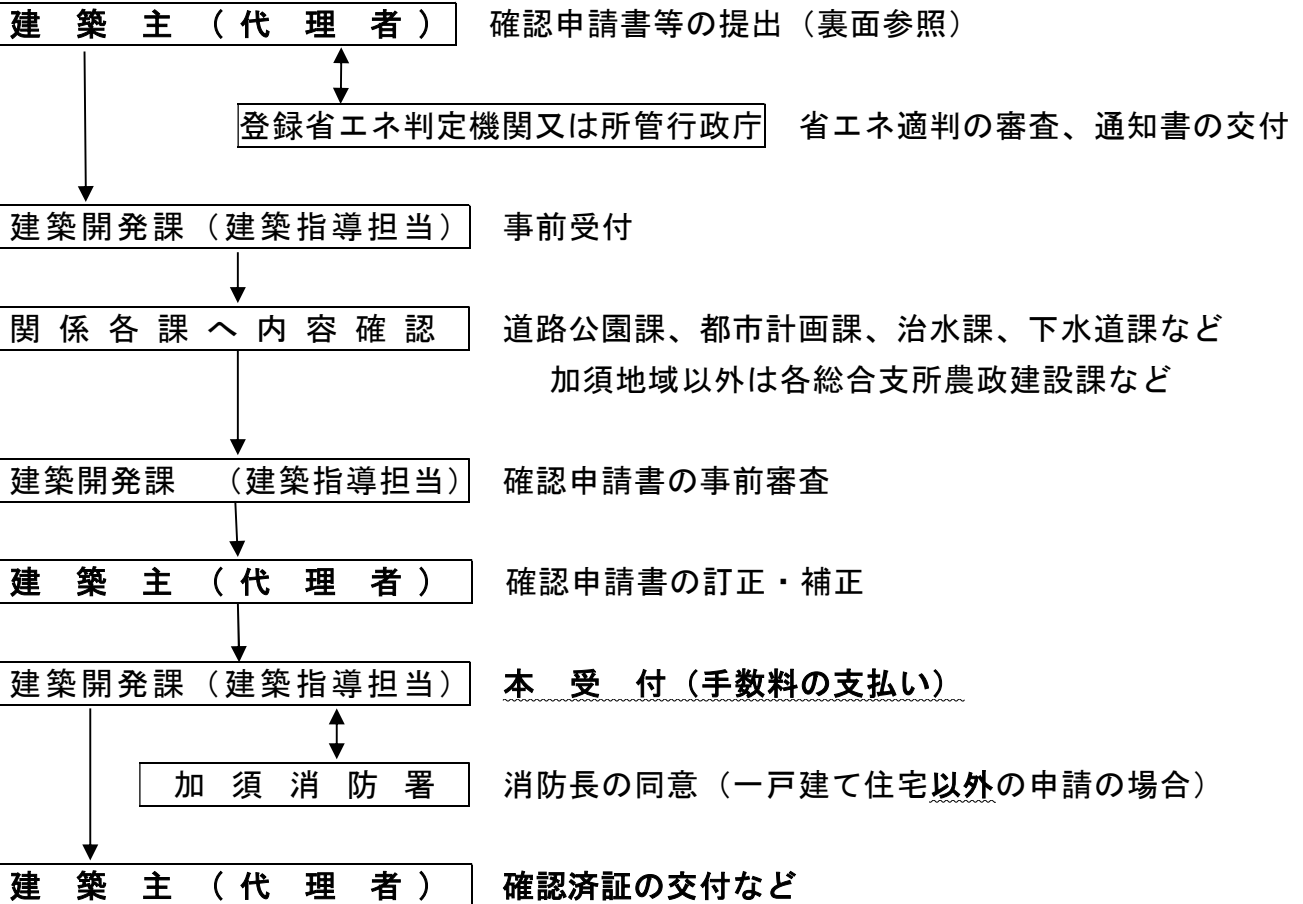 建築主（代理者） 確認申請書等の提出（裏面参照）
登録省エネ判定機関又は所管行政庁 省エネ適判の審査、通知書の交付
建築開発課（建築指導担当） 事前受付
関係各課へ内容確認 道路公園課、都市計画課、治水課、下水道課など
加須地域以外は各総合支所農政建設課など
建築開発課 （建築指導担当） 確認申請書の事前審査
建築主（代理者） 確認申請書の訂正・補正
建築開発課（建築指導担当） 本受付（手数料の支払い）
加須消防署 消防長の同意（一戸建て住宅以外の申請の場合）
建築主（代理者） 確認済証の交付など